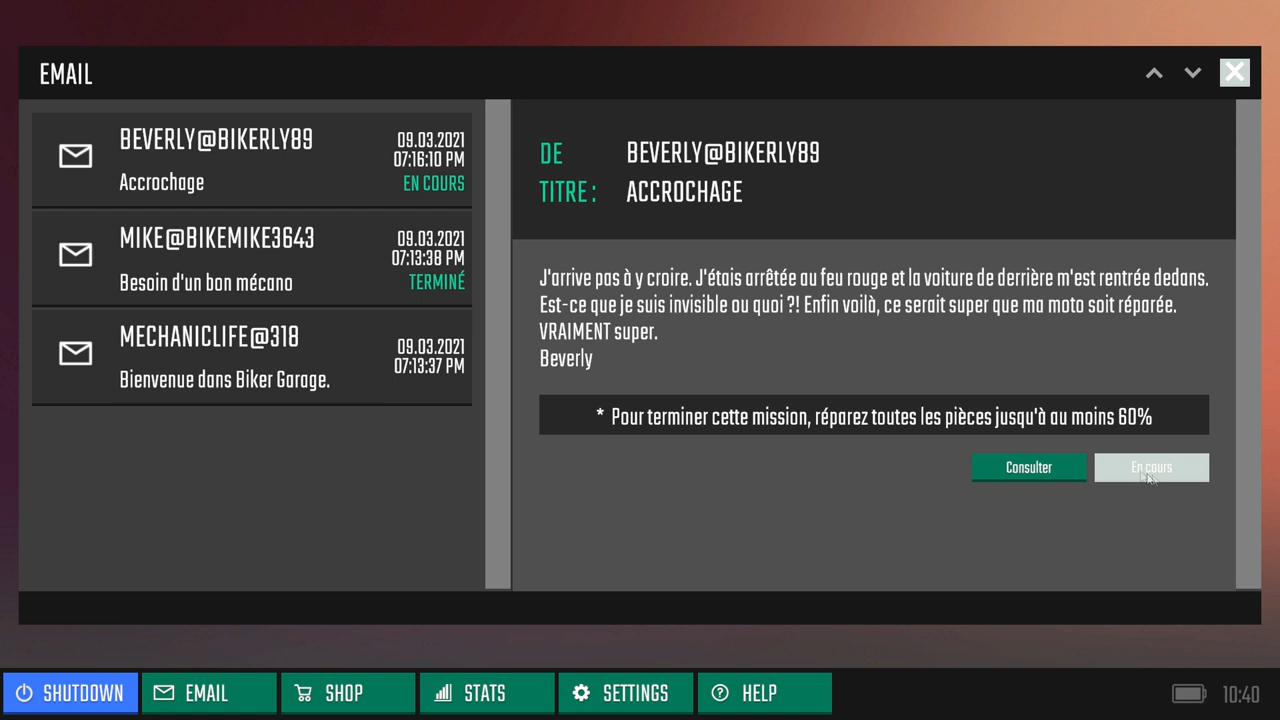 EMAIL
BEVERLY@BIKERLY89
09.03.2021
07:16:10 PM
Accrochage
EN COURS
MIKE@BIKEMIKE3643
09.03.2021
07:13:38 PM
Besoin d'un bon mécano
TERMINÉ
MECHANICLIFE@318
09.03.2021
07:13:37 PM
Bienvenue dans Biker Garage.
DE BEVERLY@BIKERLY89
TITRE : ACCROCHAGE
J'arrive pas à y croire. J'étais arrêtée au feu rouge et la voiture de derrière m'est rentrée dedans.
Est-ce que je suis invisible ou quoi ?! Enfin voilà, ce serait super que ma moto soit réparée.
VRAIMENT super.
Beverly
* Pour terminer cette mission, réparez toutes les pièces jusqu'à au moins 60%
Consulter En cours
SHUTDOWN EMAIL SHOP STATS SETTINGS HELP 10:40